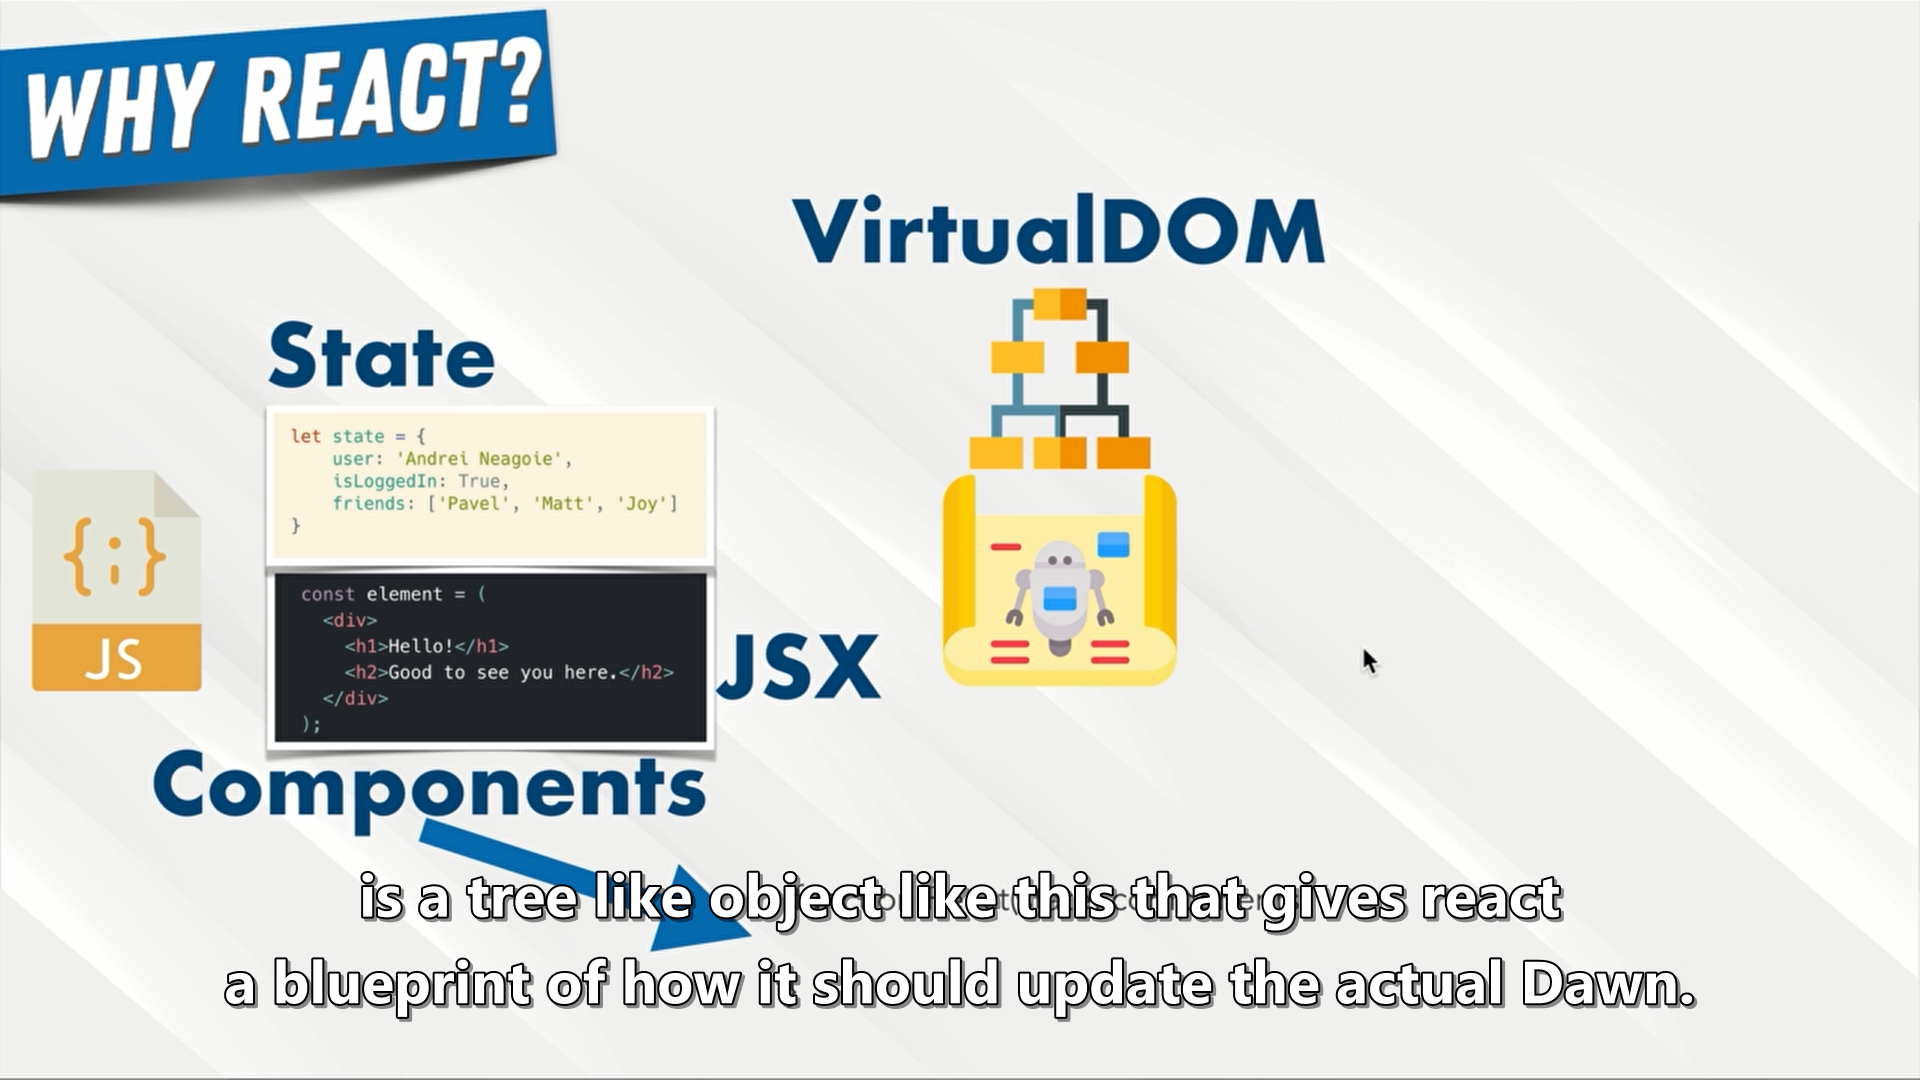 WHY REACT?
VirtualDOM
State
let state = {
    user: 'Andrei Neagoie',
    isLoggedIn: True,
    friends: ['Pavel', 'Matt', 'Joy']
}
{;}
JS
const element = (
  <div>
    <h1>Hello!</h1>
    <h2>Good to see you here.</h2>
  </div>
);
JSX
Components
is a tree like object like this that gives react
a blueprint of how it should update the actual Dawn.